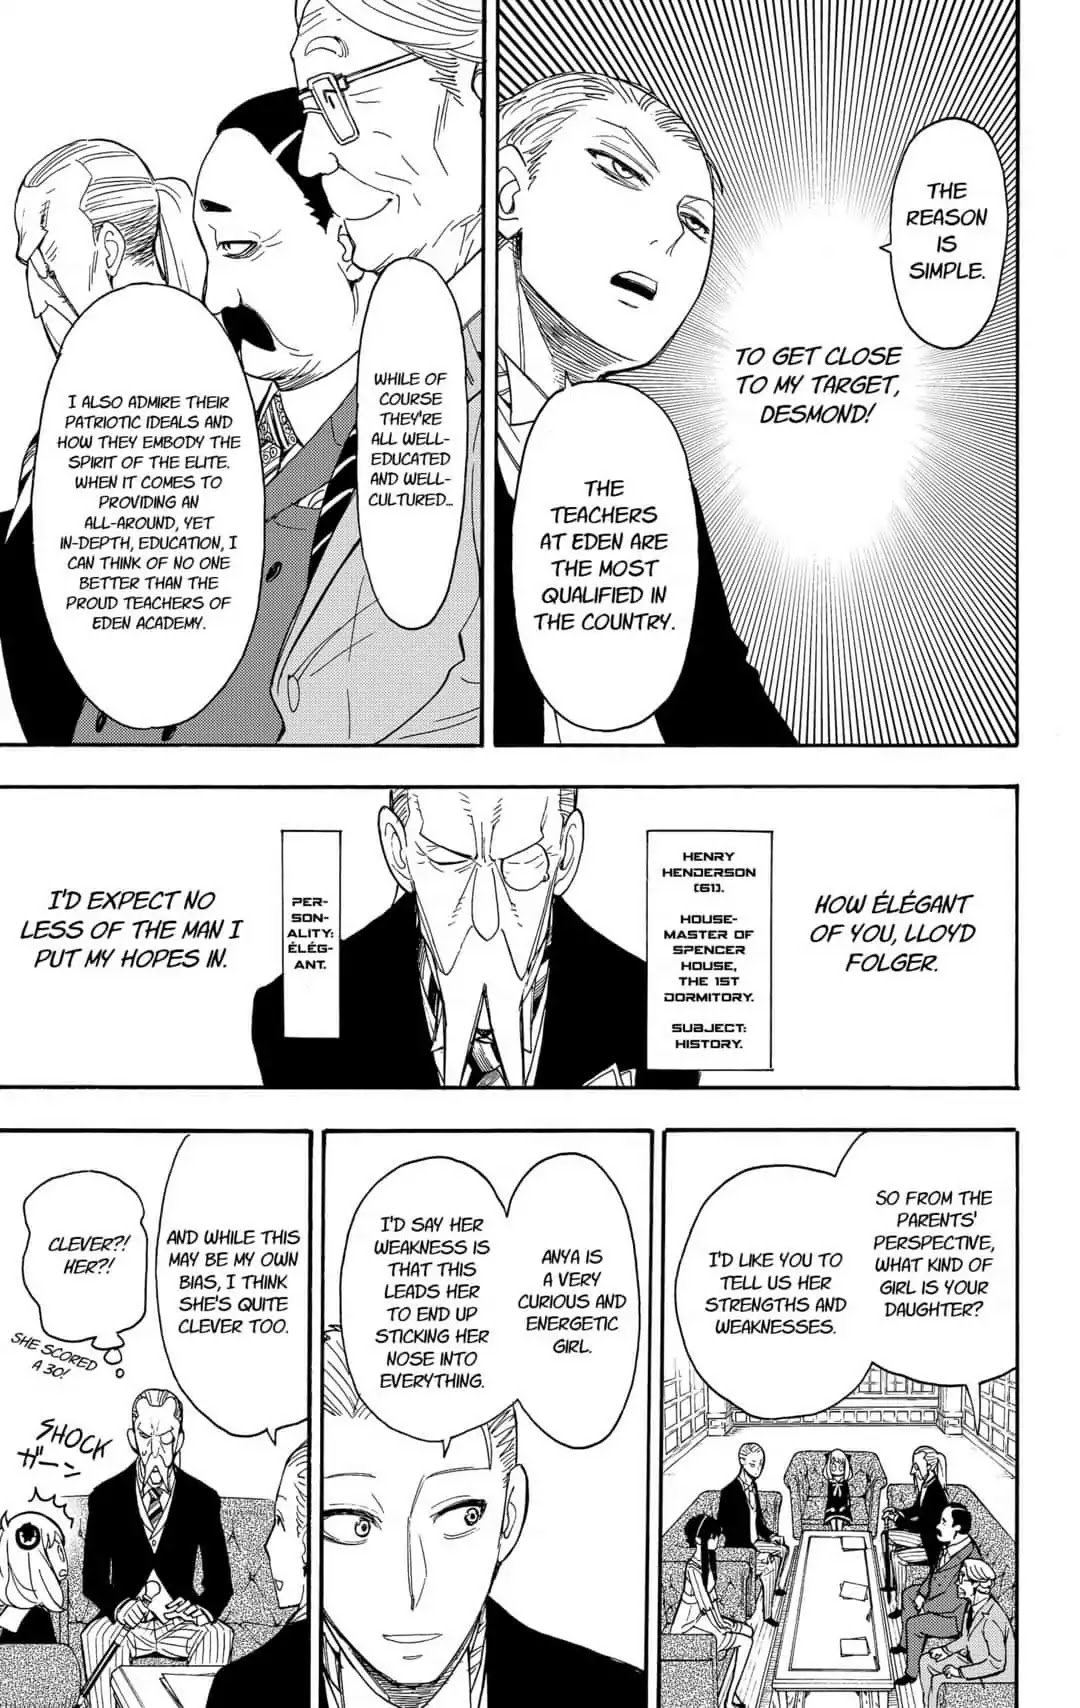 THE
REASON
IS
SIMPLE.
TO GET CLOSE
TO MY TARGET,
DESMOND!
THE
TEACHERS
AT EDEN ARE
THE MOST
QUALIFIED IN
THE COUNTRY.
WHILE OF
COURSE
THEY'RE
ALL WELL-
EDUCATED
AND WELL-
CULTURED...
I ALSO ADMIRE THEIR
PATRIOTIC IDEALS AND
HOW THEY EMBODY THE
SPIRIT OF THE ELITE.
WHEN IT COMES TO
PROVIDING AN
ALL-AROUND, YET
IN-DEPTH, EDUCATION, I
CAN THINK OF NO ONE
BETTER THAN THE
PROUD TEACHERS OF
EDEN ACADEMY.
HOW ÉLÉGANT
OF YOU, LLOYD
FOLGER.
HENRY
HENDERSON
(61).
HOUSE-
MASTER OF
SPENCER
HOUSE,
THE 1ST
DORMITORY.
SUBJECT:
HISTORY.
PER-
SON-
ALITY:
ÉLÉG-
ANT.
I'D EXPECT NO
LESS OF THE MAN I
PUT MY HOPES IN.
SO FROM THE
PARENTS'
PERSPECTIVE,
WHAT KIND OF
GIRL IS YOUR
DAUGHTER?
I'D LIKE YOU TO
TELL US HER
STRENGTHS AND
WEAKNESSES.
ANYA IS
A VERY
CURIOUS AND
ENERGETIC
GIRL.
I'D SAY HER
WEAKNESS IS
THAT THIS
LEADS HER
TO END UP
STICKING HER
NOSE INTO
EVERYTHING.
AND WHILE THIS
MAY BE MY OWN
BIAS, I THINK
SHE'S QUITE
CLEVER TOO.
CLEVER?!
HER?!
SHE SCORED
A 30!
SHOCK
ガーン